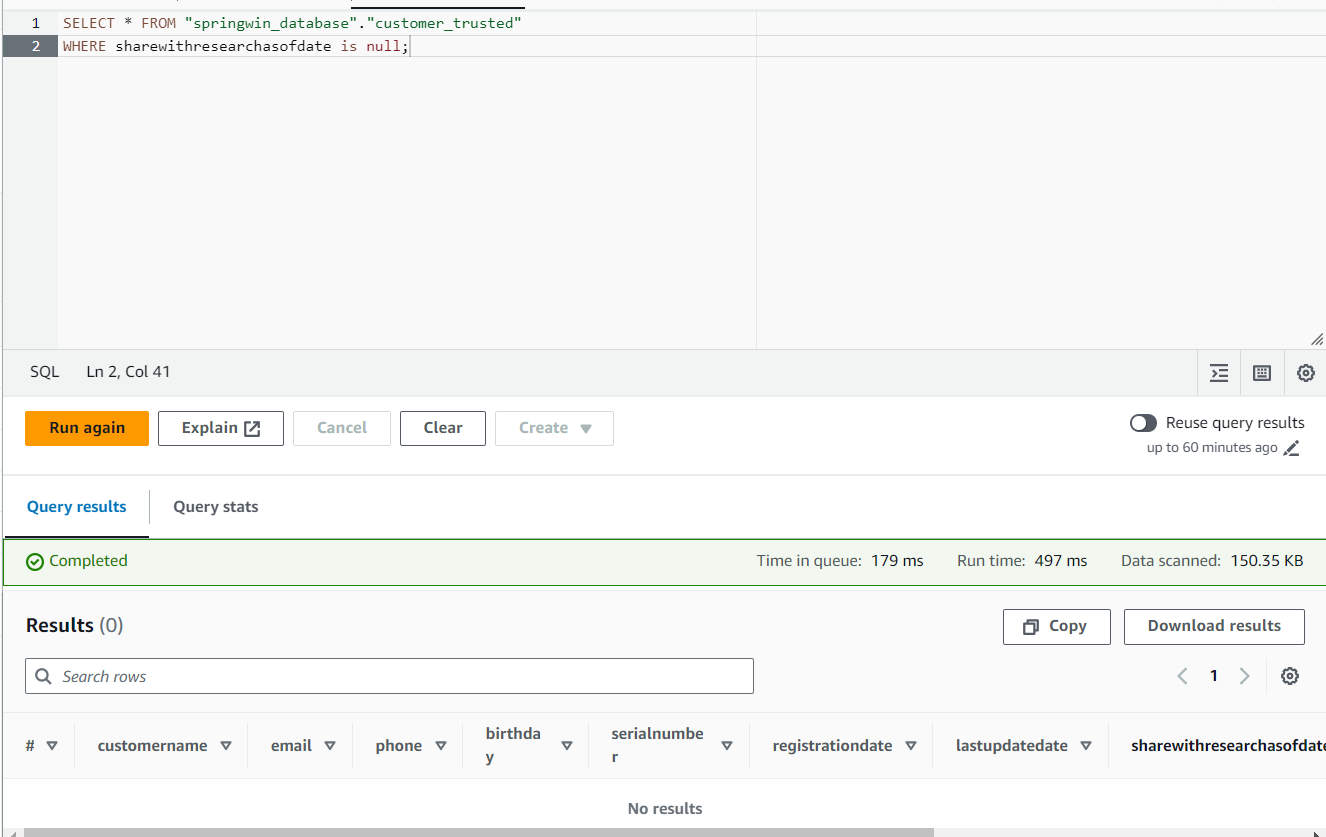 1 SELECT * FROM "springwin_database"."customer_trusted"
2 WHERE sharewithresearchasofdate is null;
SQL Ln 2, Col 41
Run again Explain Cancel Clear Create Reuse query results
up to 60 minutes ago
Query results Query stats
Completed Time in queue: 179 ms Run time: 497 ms Data scanned: 150.35 KB
Results (0) Copy Download results
Search rows 1
# customername email phone birthda
y serialnumbe
r registrationdate lastupdatedate sharewithresearchasofdate
No results